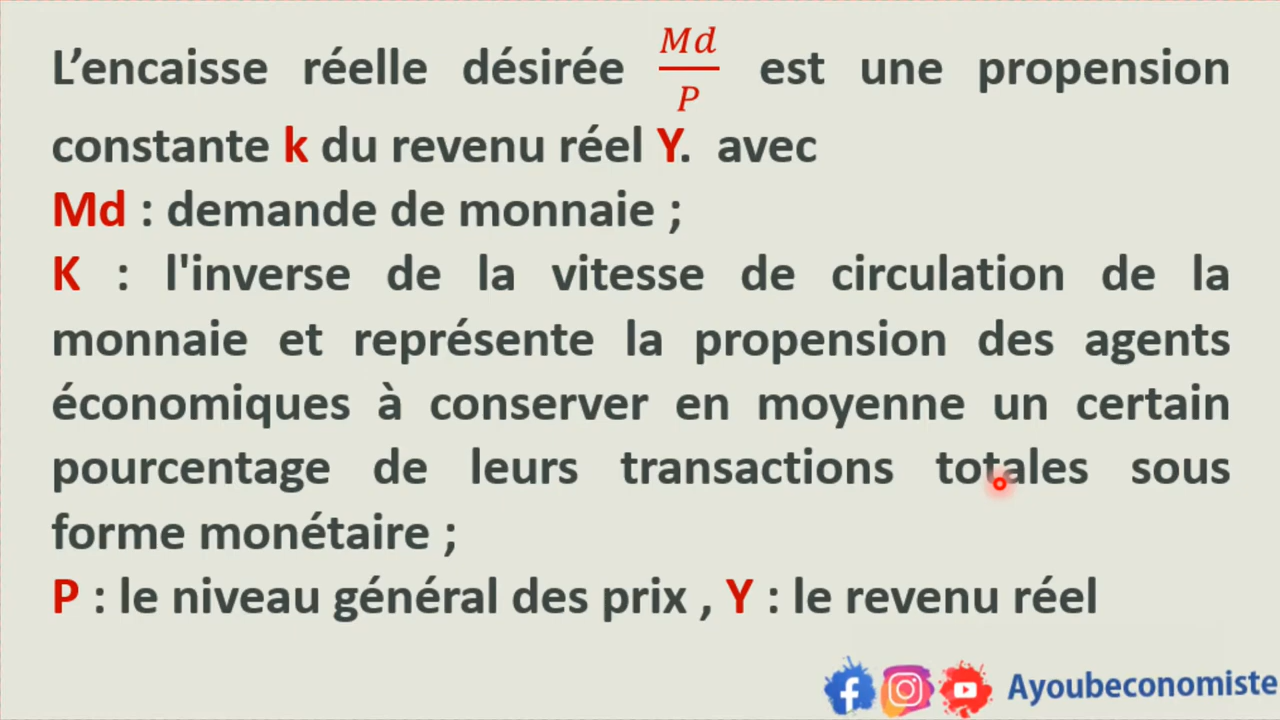 L’encaisse réelle désirée Md/P est une propension
constante k du revenu réel Y. avec
Md : demande de monnaie ;
K : l'inverse de la vitesse de circulation de la
monnaie et représente la propension des agents
économiques à conserver en moyenne un certain
pourcentage de leurs transactions totales sous
forme monétaire ;
P : le niveau général des prix , Y : le revenu réel
Ayoubeconomiste